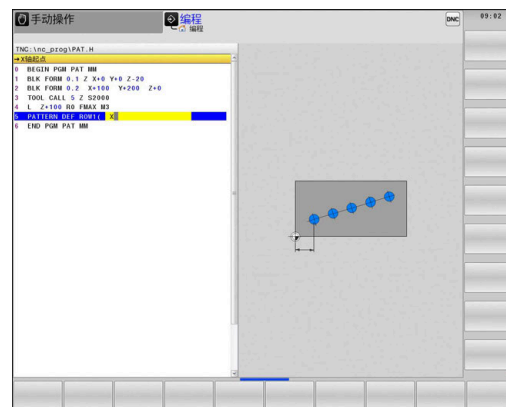 手动操作
编程
编程
DNC
09:02
TNC:\nc_prog\PAT.H
→X轴起点
0 BEGIN PGM PAT MM
1 BLK FORM 0.1 Z X+0 Y+0 Z-20
2 BLK FORM 0.2 X+100 Y+200 Z+0
3 TOOL CALL 5 Z S2000
4 L Z+100 R0 FMAX M3
5 PATTERN DEF ROW1( X
6 END PGM PAT MM